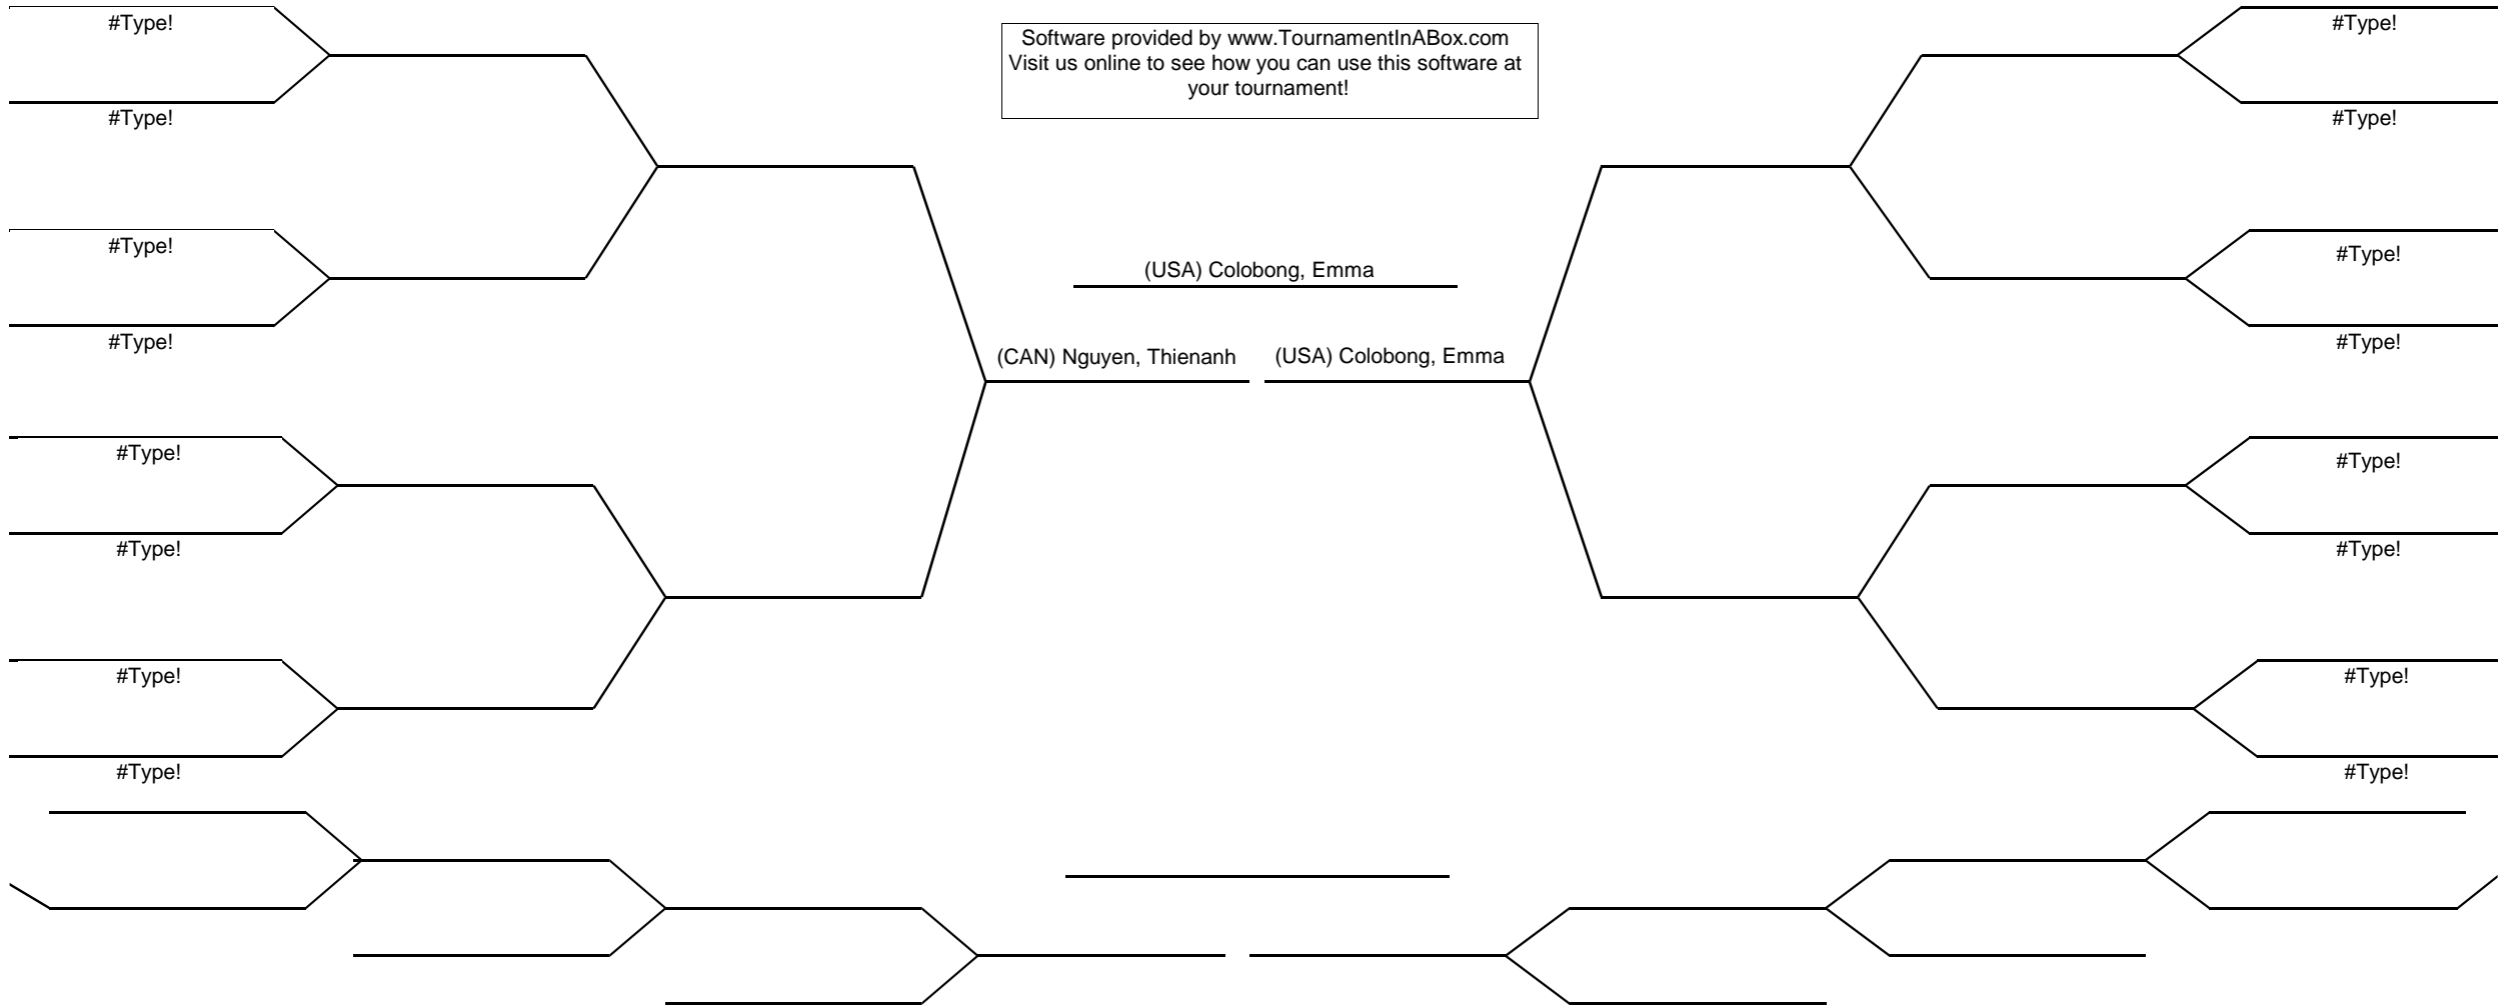 #Type!
#Type!
Software provided by www.TournamentInABox.com
Visit us online to see how you can use this software at
your tournament!
#Type!
#Type!
#Type!
#Type!
(USA) Colobong, Emma
#Type!
#Type!
(CAN) Nguyen, Thienanh
(USA) Colobong, Emma
#Type!
#Type!
#Type!
#Type!
#Type!
#Type!
#Type!
#Type!